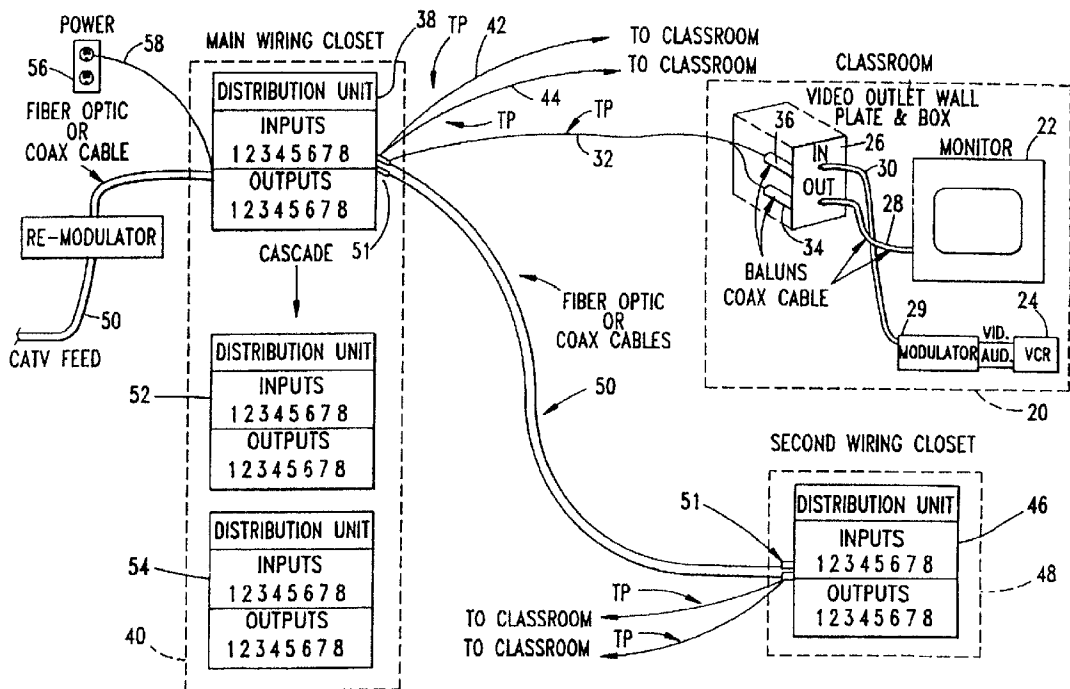 POWER
56
58
FIBER OPTIC
OR
COAX CABLE
RE-MODULATOR
50
CATV FEED
MAIN WIRING CLOSET
38
DISTRIBUTION UNIT
INPUTS
1 2 3 4 5 6 7 8
OUTPUTS
1 2 3 4 5 6 7 8
51
CASCADE
52
DISTRIBUTION UNIT
INPUTS
1 2 3 4 5 6 7 8
OUTPUTS
1 2 3 4 5 6 7 8
54
DISTRIBUTION UNIT
INPUTS
1 2 3 4 5 6 7 8
OUTPUTS
1 2 3 4 5 6 7 8
40
TP
42
TO CLASSROOM
TO CLASSROOM
44
TP
TP
32
FIBER OPTIC
OR
COAX CABLES
50
CLASSROOM
VIDEO OUTLET WALL
PLATE & BOX
36
26
IN
OUT
30
34
28
BALUNS
COAX CABLE
MONITOR
22
29
MODULATOR
VID.
AUD.
24
VCR
20
SECOND WIRING CLOSET
51
DISTRIBUTION UNIT
INPUTS
1 2 3 4 5 6 7 8
OUTPUTS
1 2 3 4 5 6 7 8
46
48
TP
TO CLASSROOM
TP
TO CLASSROOM